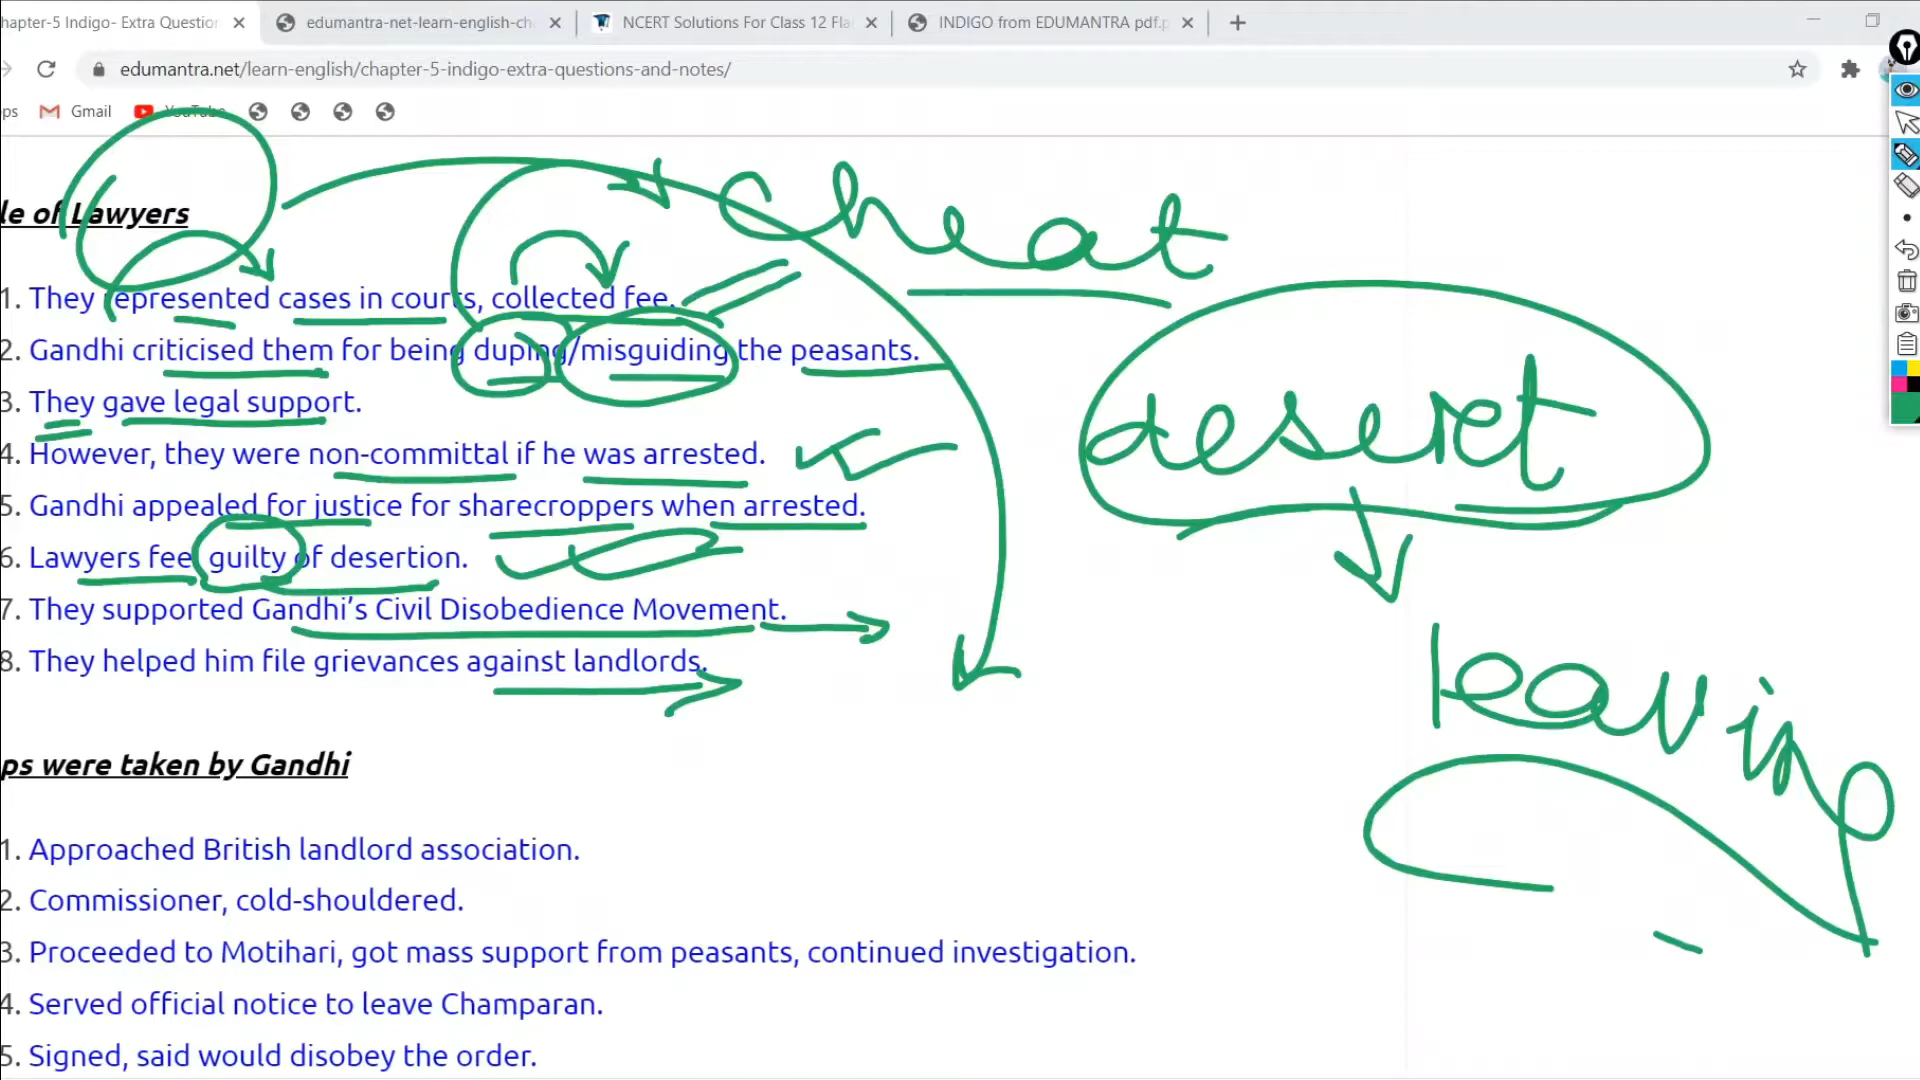 hapter-5 Indigo- Extra Question
edumantra-net-learn-english-ch
NCERT Solutions For Class 12 Fla
INDIGO from EDUMANTRA pdf.p
edumantra.net/learn-english/chapter-5-indigo-extra-questions-and-notes/
ps Gmail YouTube
le of Lawyers
cheat
1. They represented cases in courts, collected fee.
2. Gandhi criticised them for being duping/misguiding the peasants.
3. They gave legal support.
desert
4. However, they were non-committal if he was arrested.
5. Gandhi appealed for justice for sharecroppers when arrested.
6. Lawyers fee guilty of desertion.
7. They supported Gandhi's Civil Disobedience Movement.
8. They helped him file grievances against landlords.
leaving
ps were taken by Gandhi
1. Approached British landlord association.
2. Commissioner, cold-shouldered.
3. Proceeded to Motihari, got mass support from peasants, continued investigation.
4. Served official notice to leave Champaran.
5. Signed, said would disobey the order.